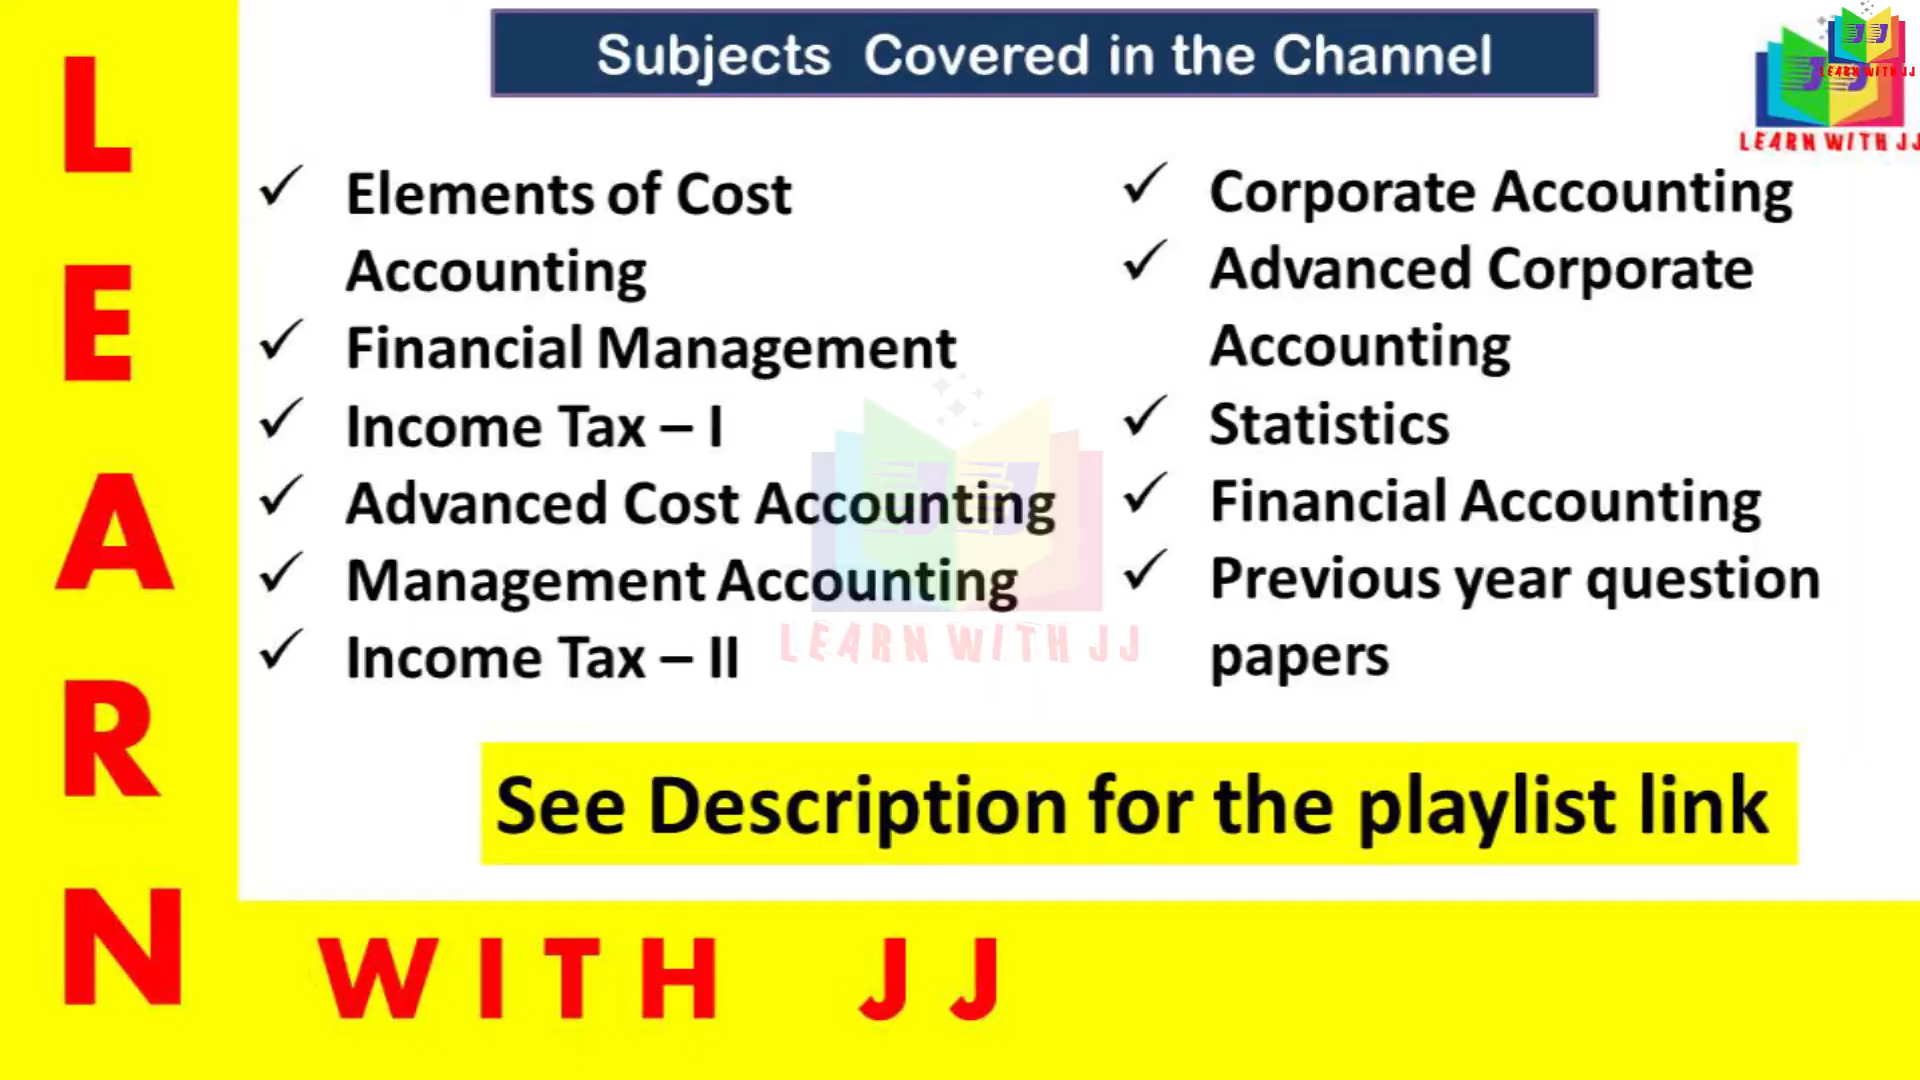 Subjects Covered in the Channel
LEARN WITH JJ
LEARN WITH JJ
✓ Elements of Cost
Accounting
✓ Financial Management
✓ Income Tax – I
✓ Advanced Cost Accounting
✓ Management Accounting
✓ Income Tax – II
✓ Corporate Accounting
✓ Advanced Corporate
Accounting
✓ Statistics
✓ Financial Accounting
✓ Previous year question
papers
LEARN WITH JJ
See Description for the playlist link
L
E
A
R
N
WITH JJ